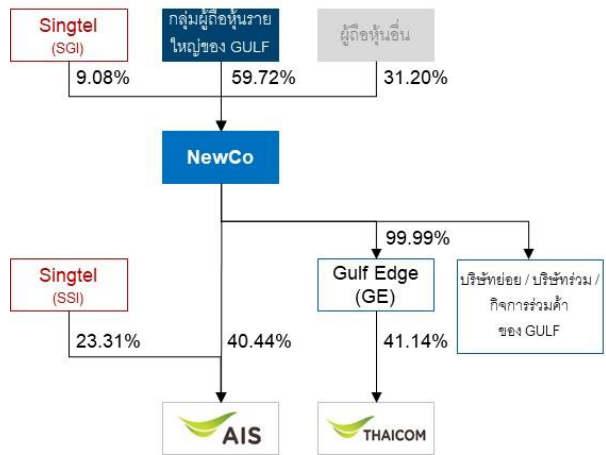 Singtel
(SGI)
กลุ่มผู้ถือหุ้นราย
ใหญ่ของ GULF
ผู้ถือหุ้นอื่น
9.08%
59.72%
31.20%
NewCo
99.99%
Singtel
(SSI)
Gulf Edge
(GE)
บริษัทย่อย / บริษัทร่วม /
กิจการร่วมค้า
ของ GULF
23.31%
40.44%
41.14%
AIS
THAICOM